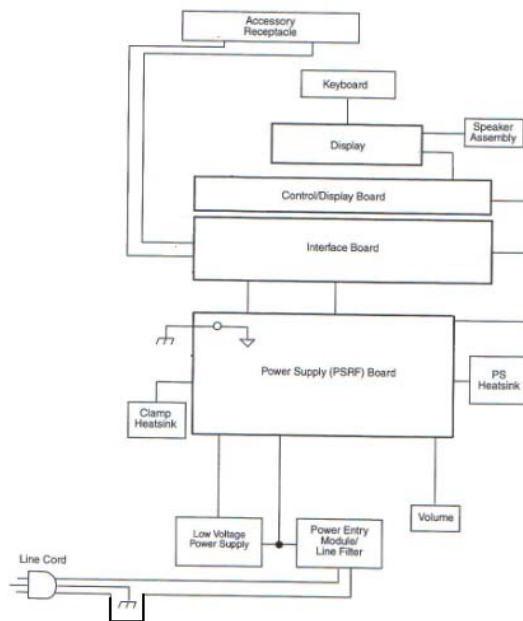 Accessory
Receptacle
Keyboard
Speaker
Assembly
Display
Control/Display Board
Interface Board
Power Supply (PSRF) Board
PS
Heatsink
Clamp
Heatsink
Volume
Low Voltage
Power Supply
Power Entry
Module/
Line Filter
Line Cord